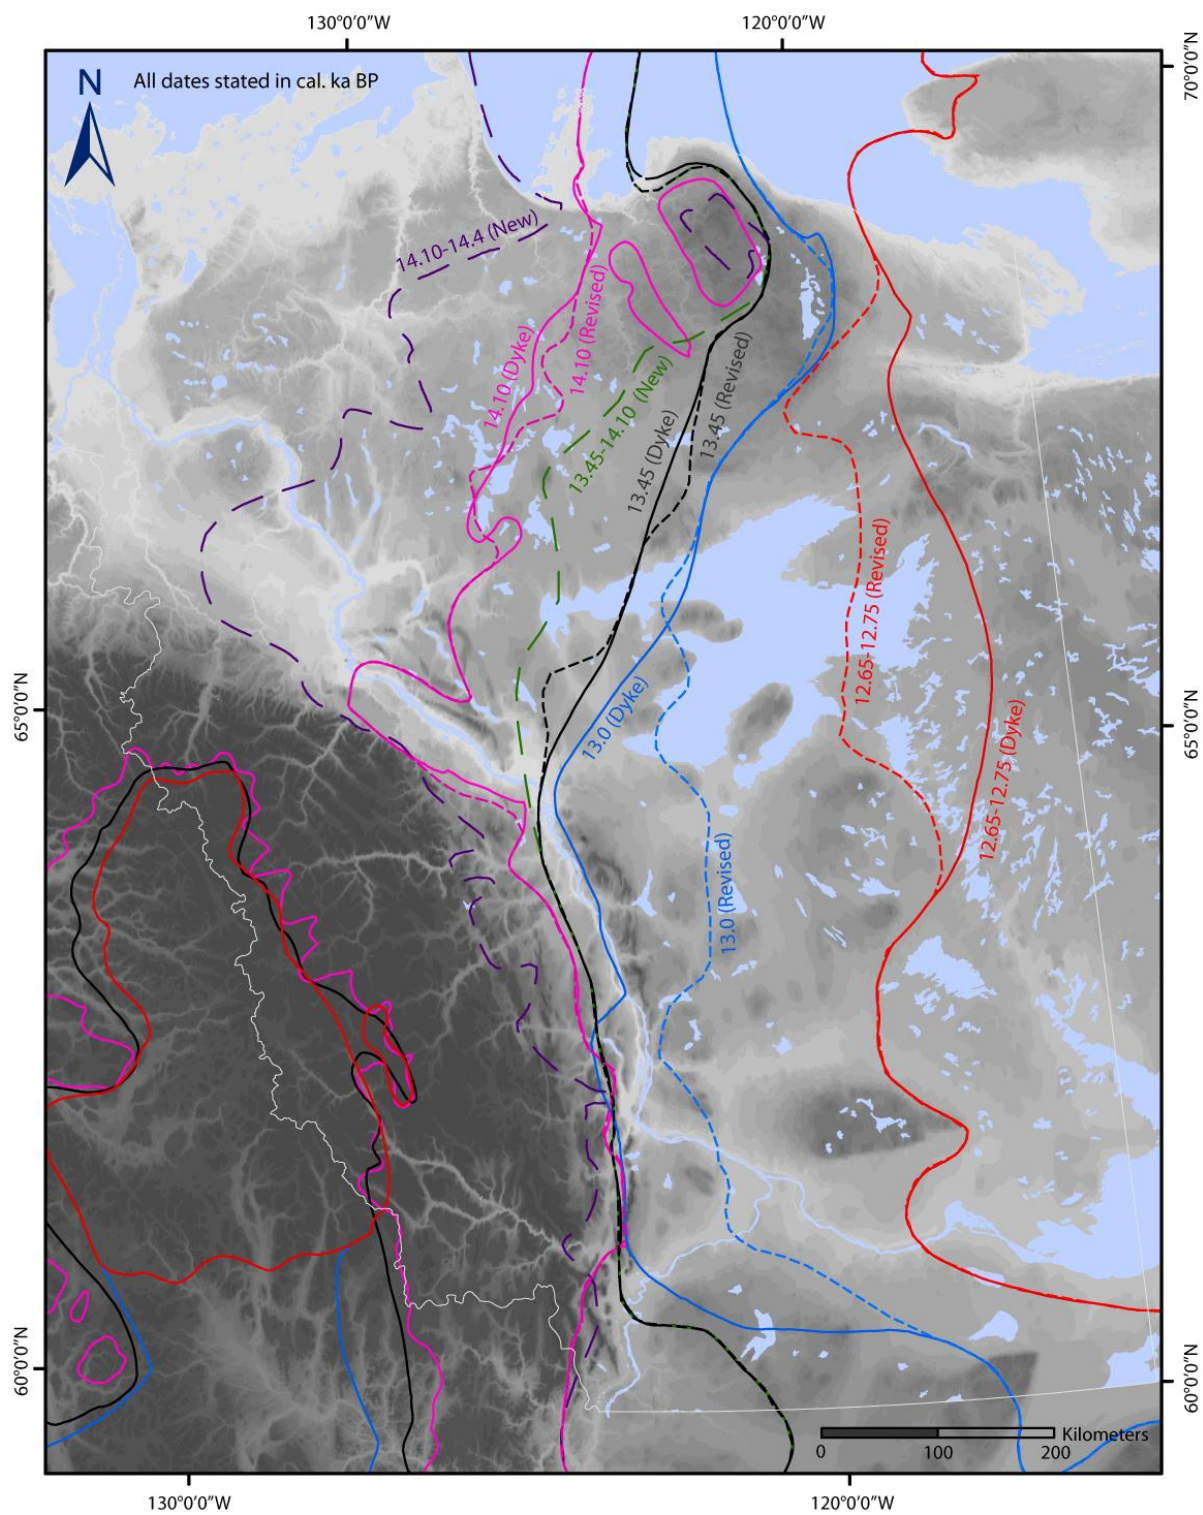 130°0'0"W
120°0'0"W
N
All dates stated in cal. ka BP
70°0'0"N
14.10-14.4 (New)
14.10 (Dyke)
14.10 (Revised)
13.45-14.10 (New)
13.45 (Dyke)
13.45 (Revised)
12.65-12.75 (Revised)
65°0'0"N
65°0'0"N
13.0 (Dyke)
12.65-12.75 (Dyke)
13.0 (Revised)
60°0'0"N
60°0'0"N
Kilometers
0
100
200
130°0'0"W
120°0'0"W